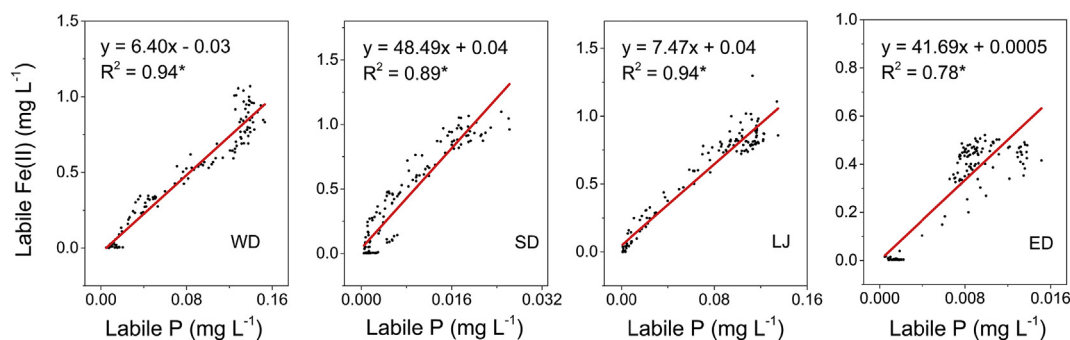 Labile Fe(II) (mg L⁻¹)
1.5
1.0
0.5
0.0
y = 6.40x - 0.03
R² = 0.94*
WD
0.00
0.08
0.16
Labile P (mg L⁻¹)
1.5
1.0
0.5
0.0
y = 48.49x + 0.04
R² = 0.89*
SD
0.000
0.016
0.032
Labile P (mg L⁻¹)
1.50
1.25
0.75
0.50
0.00
y = 7.47x + 0.04
R² = 0.94*
LJ
0.00
0.08
0.16
Labile P (mg L⁻¹)
1.0
0.8
0.6
0.4
0.2
0.0
y = 41.69x + 0.0005
R² = 0.78*
ED
0.000
0.008
0.016
Labile P (mg L⁻¹)